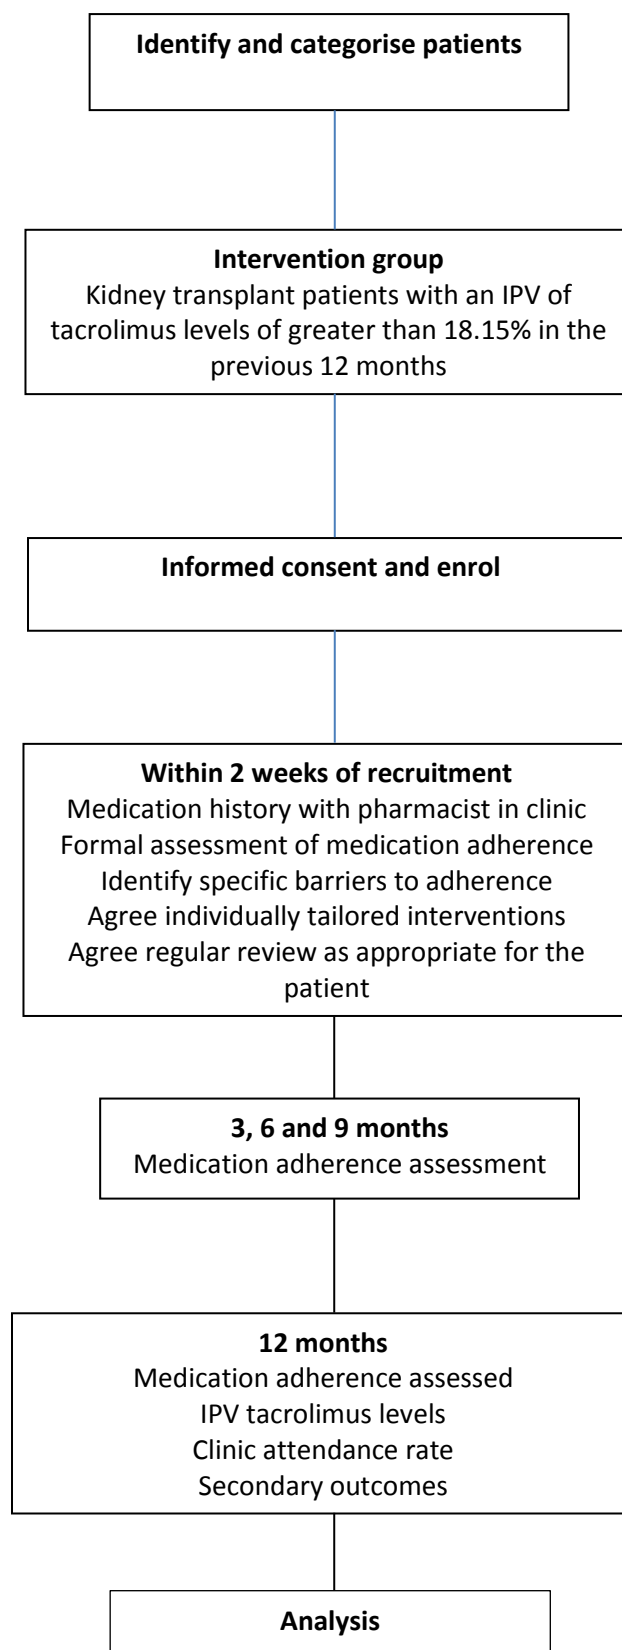 Identify and categorise patients
Intervention group
Kidney transplant patients with an IPV of
tacrolimus levels of greater than 18.15% in the
previous 12 months
Informed consent and enrol
Within 2 weeks of recruitment
Medication history with pharmacist in clinic
Formal assessment of medication adherence
Identify specific barriers to adherence
Agree individually tailored interventions
Agree regular review as appropriate for the
patient
3, 6 and 9 months
Medication adherence assessment
12 months
Medication adherence assessed
IPV tacrolimus levels
Clinic attendance rate
Secondary outcomes
Analysis